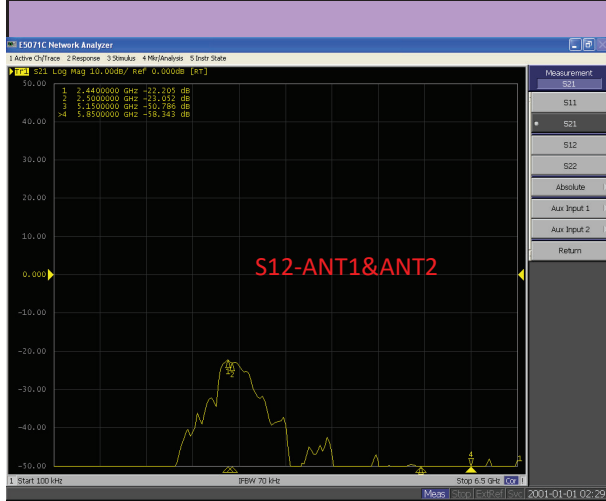 E5071C Network Analyzer
1 Active Ch/Trace 2 Response 3 Stimulus 4 Mkr/Analysis 5 Instr State
Tr1 S21 Log Mag 10.00dB/ Ref 0.000dB [RT]
50.00
1 2.4400000 GHz -22.205 dB
2 2.5000000 GHz -23.052 dB
3 5.1500000 GHz -50.786 dB
>4 5.8500000 GHz -58.343 dB
40.00
30.00
20.00
10.00
0.000
-10.00
-20.00
-30.00
-40.00
-50.00
S12-ANT1&ANT2
1
2
4
1
1 Start 100 kHz
IFBW 70 kHz
Stop 6.5 GHz Cor !
Meas Stop ExtRef Svc 2001-01-01 02:29
Measurement
S21
S11
S21
S12
S22
Absolute
Aux Input 1
Aux Input 2
Return